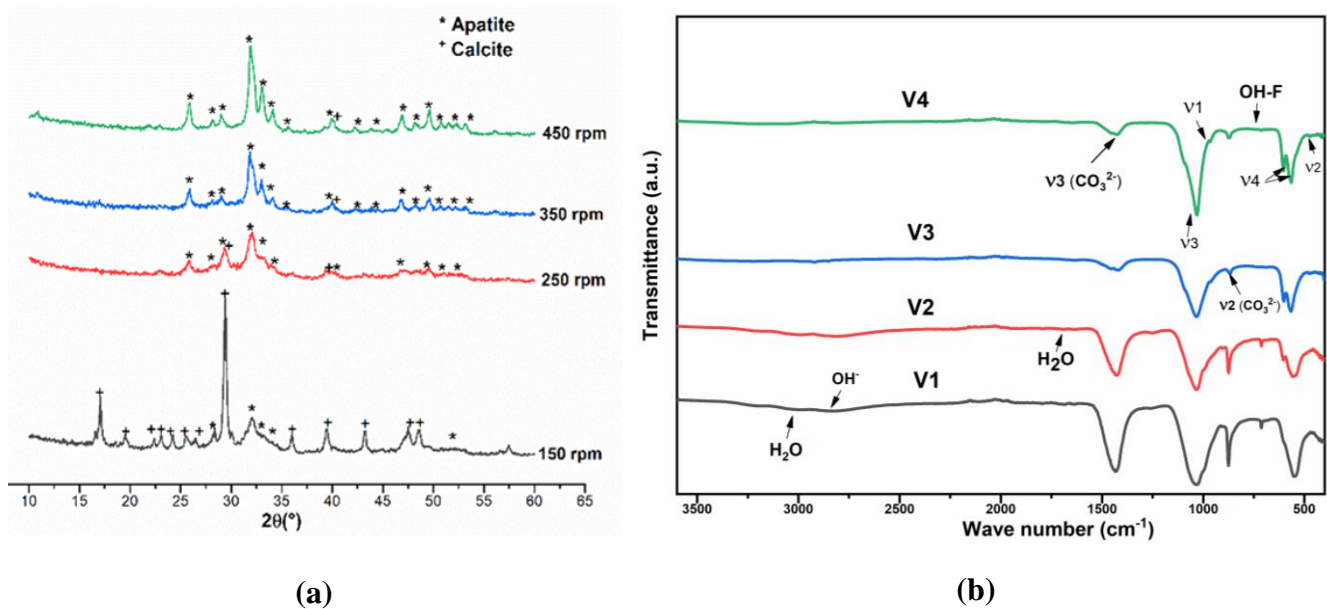 * Apatite
+ Calcite
450 rpm
350 rpm
250 rpm
150 rpm
10 15 20 25 30 35 40 45 50 55 60 65
2θ(°)
(a)
V4
ν1
OH-F
ν3 (CO₃²⁻)
ν4
ν2
ν3
V3
ν2 (CO₃²⁻)
V2
H₂O
V1
OH⁻
H₂O
Transmittance (a.u.)
3500 3000 2500 2000 1500 1000 500
Wave number (cm⁻¹)
(b)